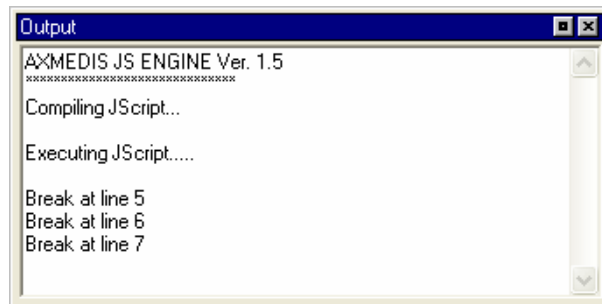 Output
AXMEDIS JS ENGINE Ver. 1.5
******************************
Compiling JScript...
Executing JScript.....
Break at line 5
Break at line 6
Break at line 7